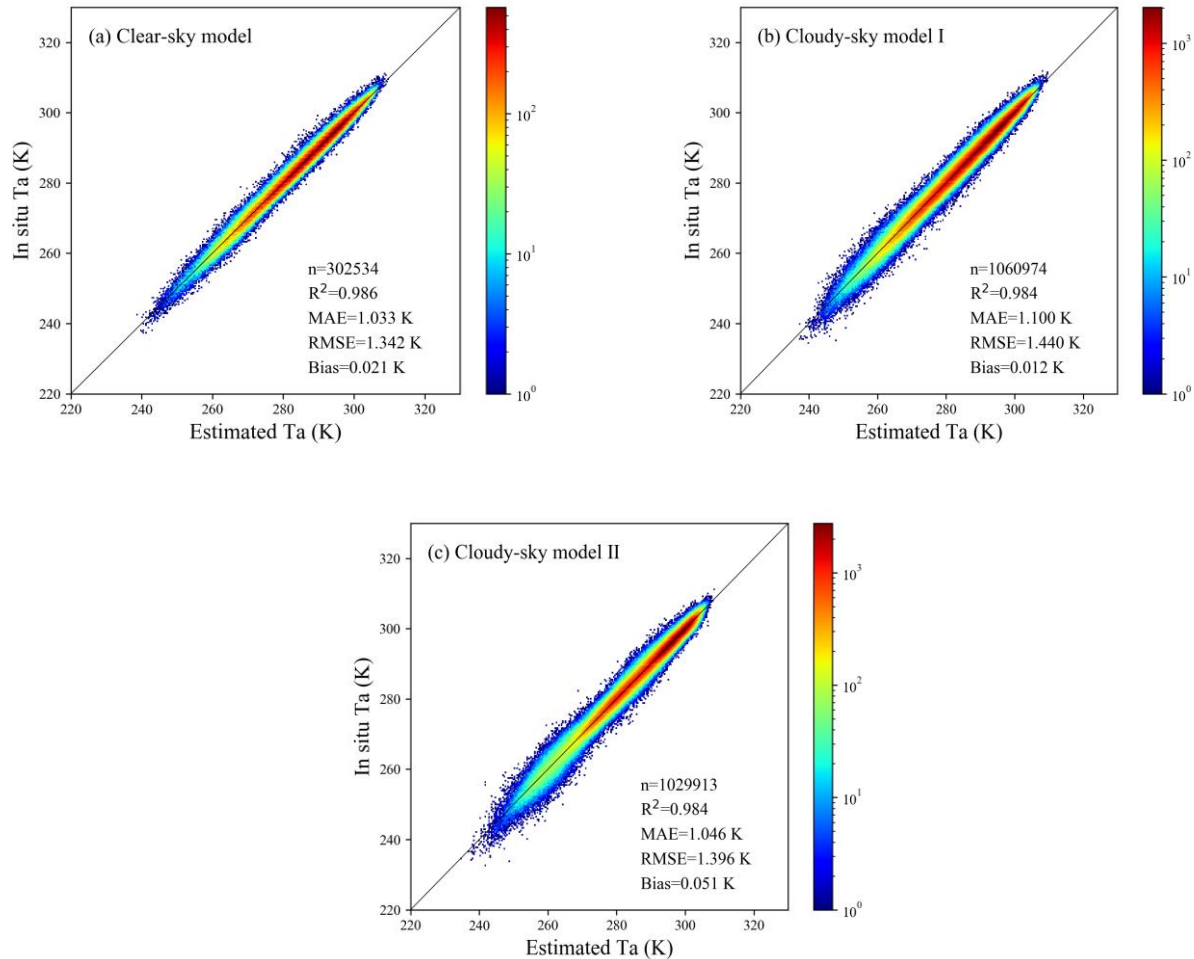 (a) Clear-sky model
330
320
300
280
260
240
220
220
240
260
280
300
320
In situ Ta (K)
Estimated Ta (K)
n=302534
R²=0.986
MAE=1.033 K
RMSE=1.342 K
Bias=0.021 K
10²
10¹
10⁰
(b) Cloudy-sky model I
320
300
280
260
240
220
220
240
260
280
300
320
In situ Ta (K)
Estimated Ta (K)
n=1060974
R²=0.984
MAE=1.100 K
RMSE=1.440 K
Bias=0.012 K
10³
10²
10¹
10⁰
(c) Cloudy-sky model II
320
300
280
260
240
220
220
240
260
280
300
320
In situ Ta (K)
Estimated Ta (K)
n=1029913
R²=0.984
MAE=1.046 K
RMSE=1.396 K
Bias=0.051 K
10³
10²
10¹
10⁰